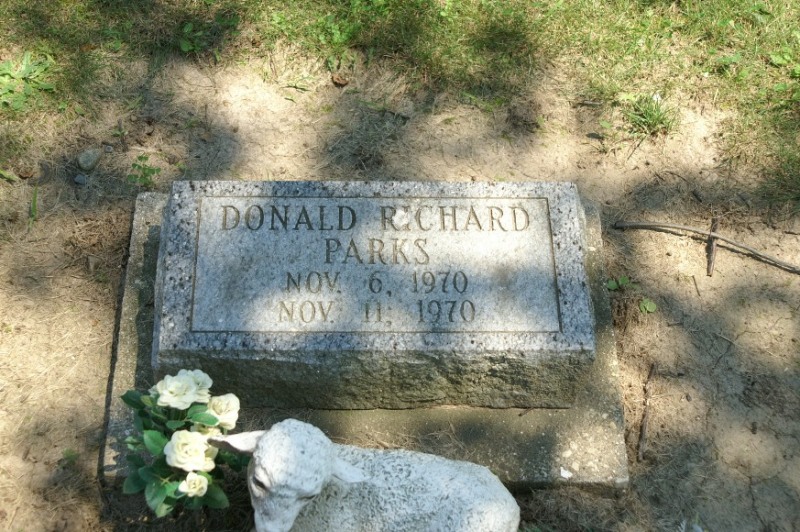 DONALD RICHARD
PARKS
NOV. 6, 1970
NOV. 11, 1970